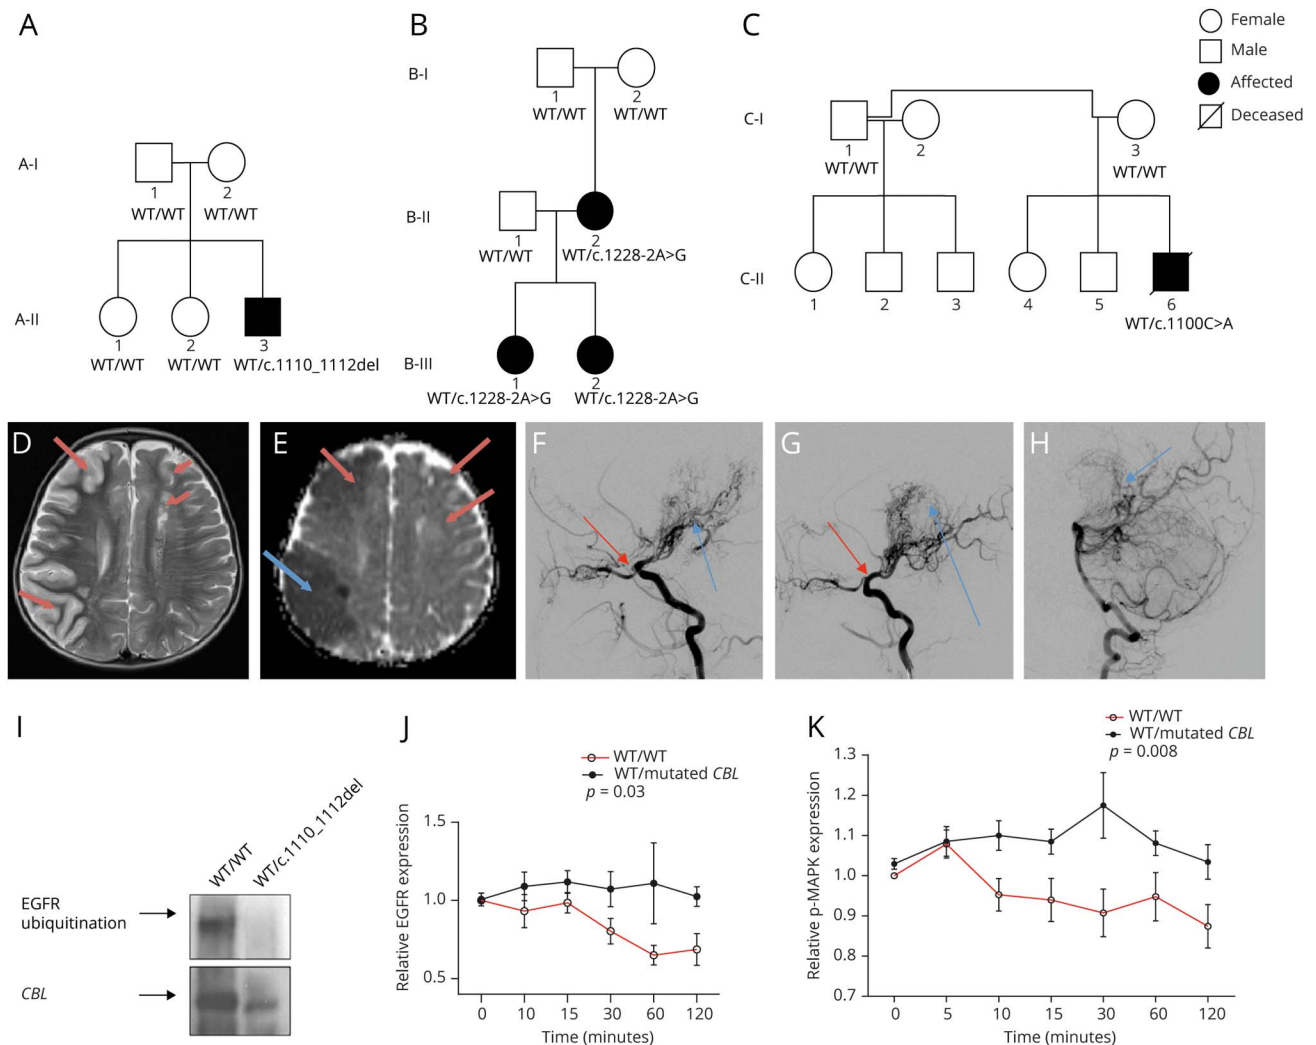 A
A-I
1
WT/WT
2
WT/WT
A-II
1
WT/WT
2
WT/WT
3
WT/c.1110_1112del
B
B-I
1
WT/WT
2
WT/WT
B-II
1
WT/WT
2
WT/c.1228-2A>G
B-III
1
WT/c.1228-2A>G
2
WT/c.1228-2A>G
C
C-I
1
WT/WT
2
3
WT/WT
C-II
1
2
3
4
5
6
WT/c.1100C>A
Female
Male
Affected
Deceased
D
E
F
G
H
I
WT/WT
WT/c.1110_1112del
EGFR
ubiquitination
CBL
J
WT/WT
WT/mutated CBL
p = 0.03
Relative EGFR expression
1.5
1.0
0.5
0 10 15 30 60 120
Time (minutes)
K
WT/WT
WT/mutated CBL
p = 0.008
Relative p-MAPK expression
1.3
1.2
1.1
1.0
0.9
0.8
0.7
0 5 10 15 30 60 120
Time (minutes)